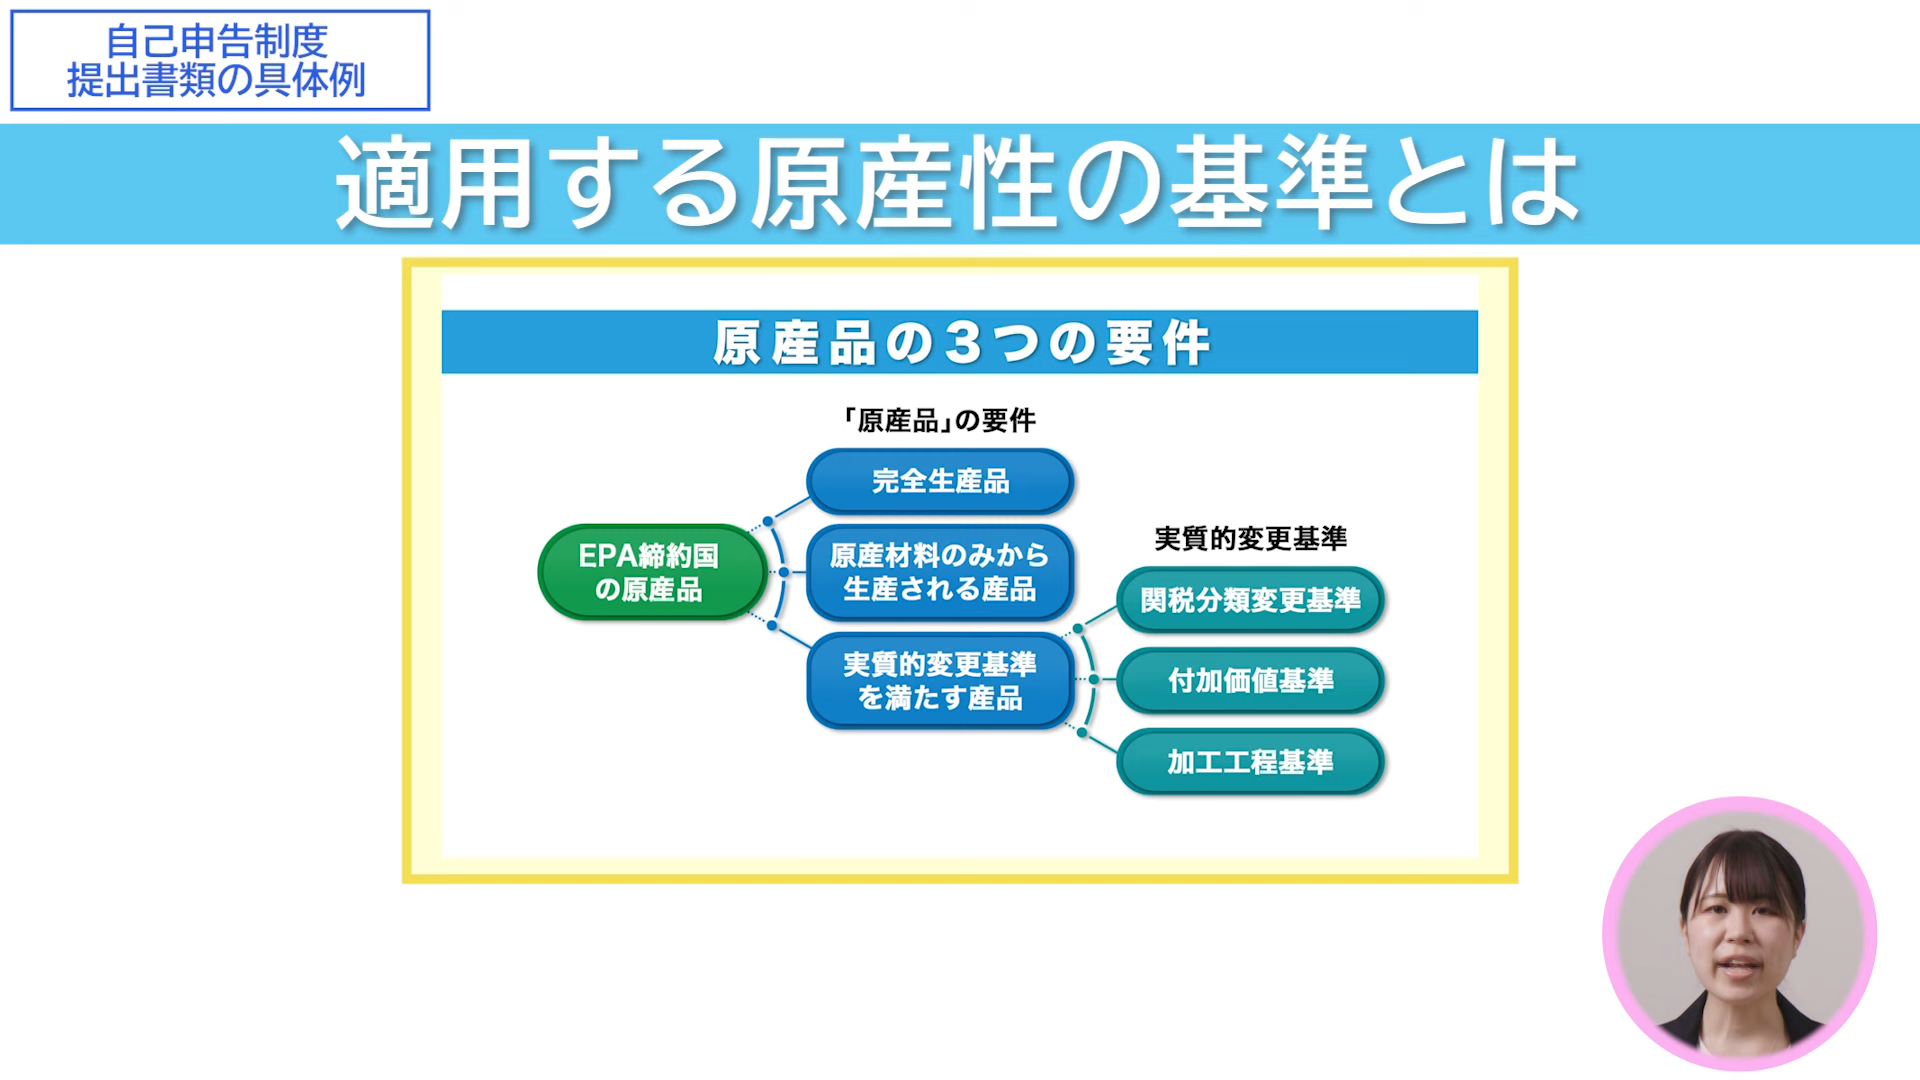 自己申告制度
提出書類の具体例
適用する原産性の基準とは
原産品の3つの要件
「原産品」の要件
完全生産品
EPA締約国
の原産品
原産材料のみから
生産される産品
実質的変更基準
を満たす産品
実質的変更基準
関税分類変更基準
付加価値基準
加工工程基準